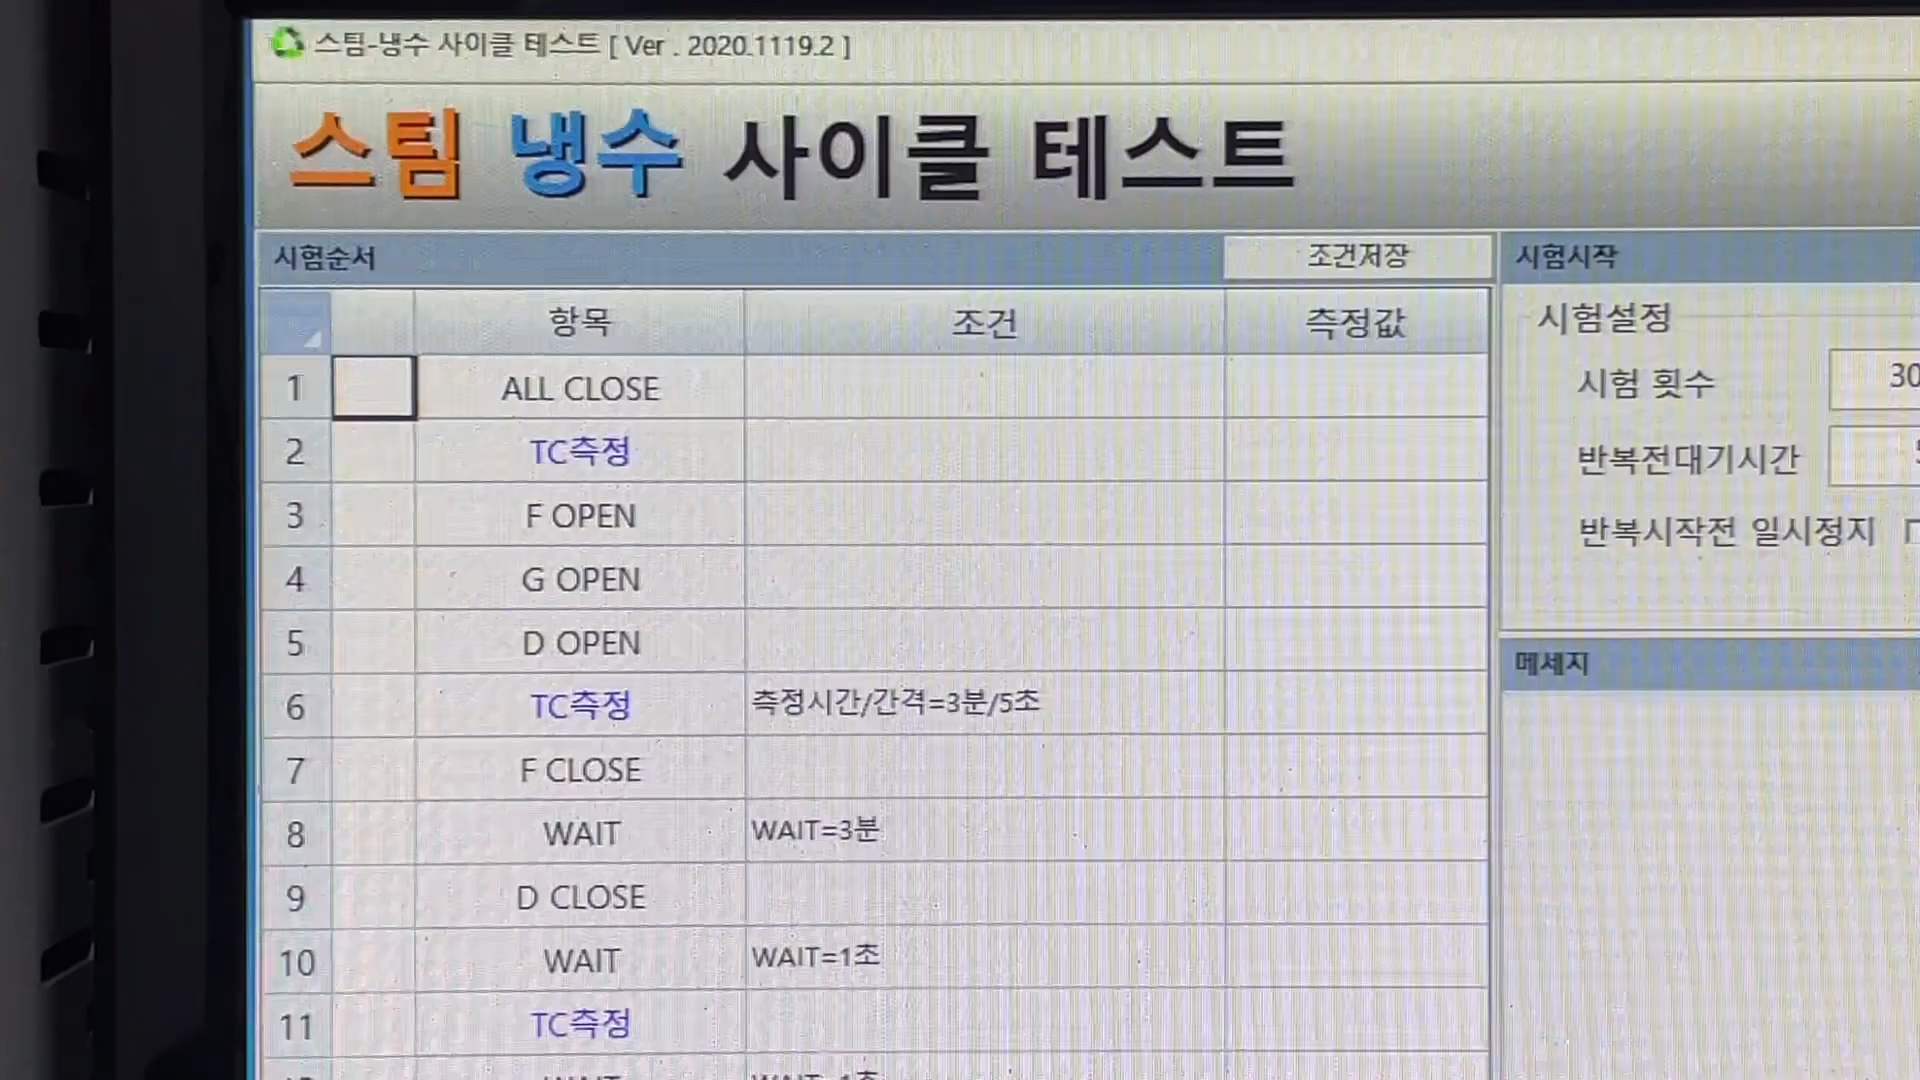 스팀-냉수 사이클 테스트 [ Ver . 2020.1119.2 ]
스팀 냉수 사이클 테스트
시험순서 조건저장
항목 조건 측정값
1 ALL CLOSE
2 TC측정
3 F OPEN
4 G OPEN
5 D OPEN
6 TC측정 측정시간/간격=3분/5초
7 F CLOSE
8 WAIT WAIT=3분
9 D CLOSE
10 WAIT WAIT=1초
11 TC측정
시험시작
시험설정
시험 횟수 30
반복전대기시간
반복시작전 일시정지
메세지